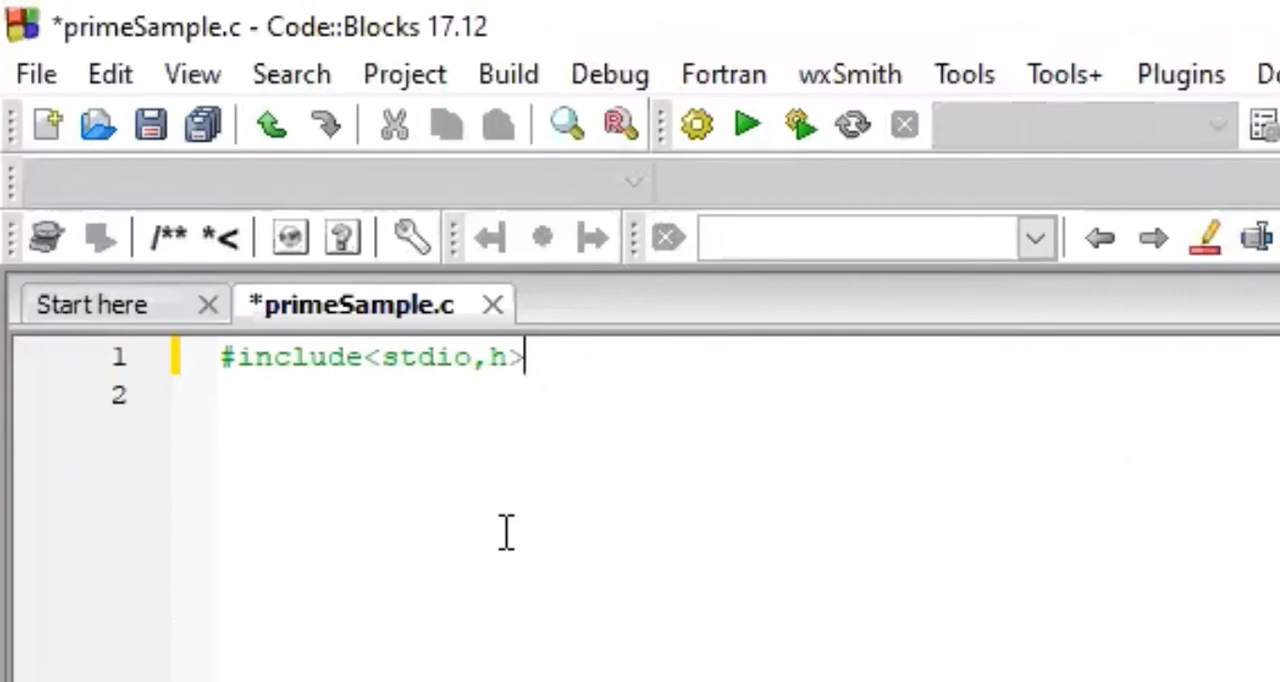 *primeSample.c - Code::Blocks 17.12
File Edit View Search Project Build Debug Fortran wxSmith Tools Tools+ Plugins
/** *<
Start here *primeSample.c
1 #include<stdio,h>
2